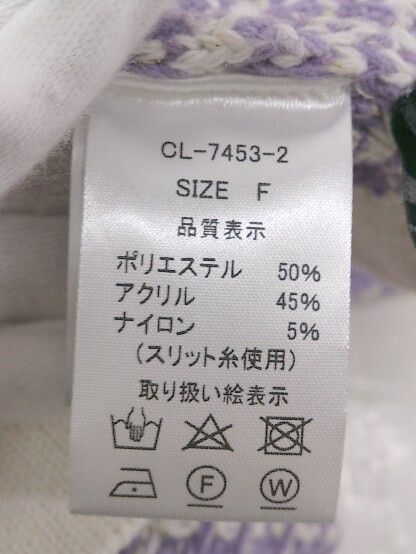 CL-7453-2
SIZE F
品質表示
ポリエステル 50%
アクリル 45%
ナイロン 5%
(スリット糸使用)
取り扱い絵表示
F W